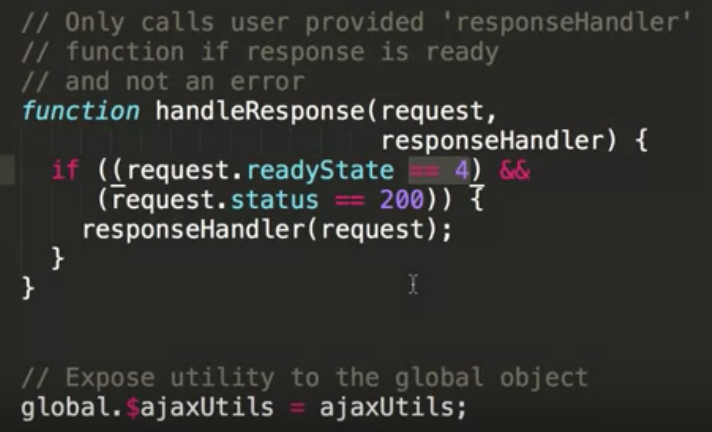 // Only calls user provided 'responseHandler'
// function if response is ready
// and not an error
function handleResponse(request,
responseHandler) {
if ((request.readyState == 4) &&
(request.status == 200)) {
responseHandler(request);
}
}
// Expose utility to the global object
global.$ajaxUtils = ajaxUtils;